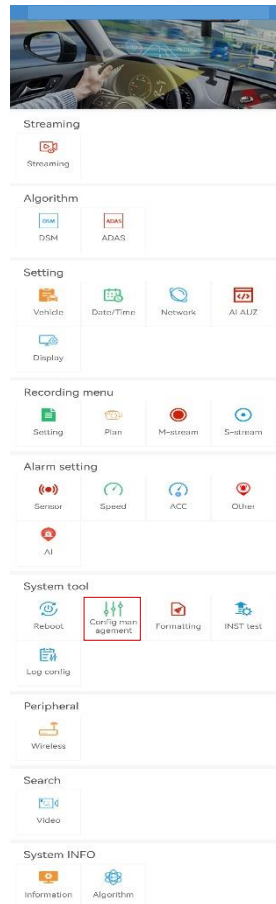 Streaming
Streaming
Algorithm
DSM
ADAS
DSM
ADAS
Setting
Vehicle
Date/Time
Network
AI AUZ
Display
Recording menu
Setting
Plan
M-stream
S-stream
Alarm setting
Sensor
Speed
ACC
Other
AI
System tool
Reboot
Config man
agement
Formatting
INST test
Log config
Peripheral
Wireless
Search
Video
System INFO
Information
Algorithm